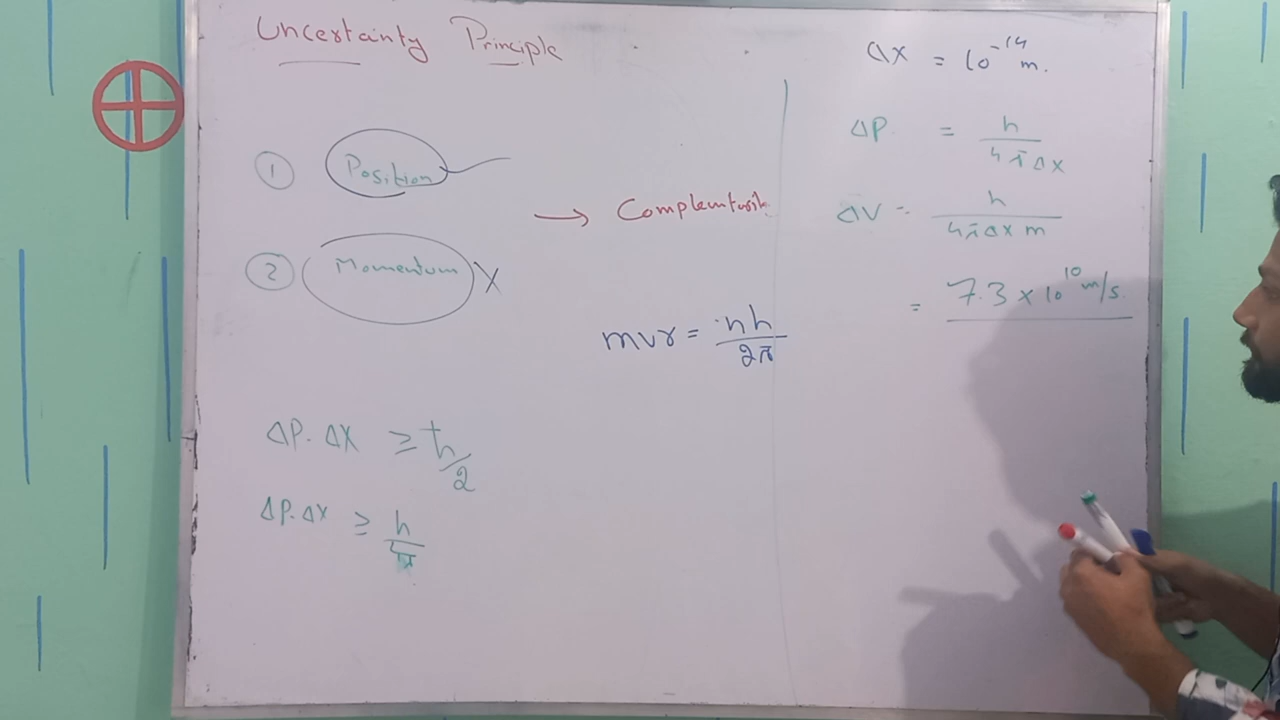 Uncertainty Principle
① Position
② Momentum X
ΔP. ΔX ≥ ħ/2
ΔP.ΔX ≥ h/4π
→
mvr = nh/2π
ΔX = 10⁻¹⁴ m.
ΔP = h/4πΔX
ΔV = h/4πΔX m
= 7.3 × 10¹⁰ m/s.